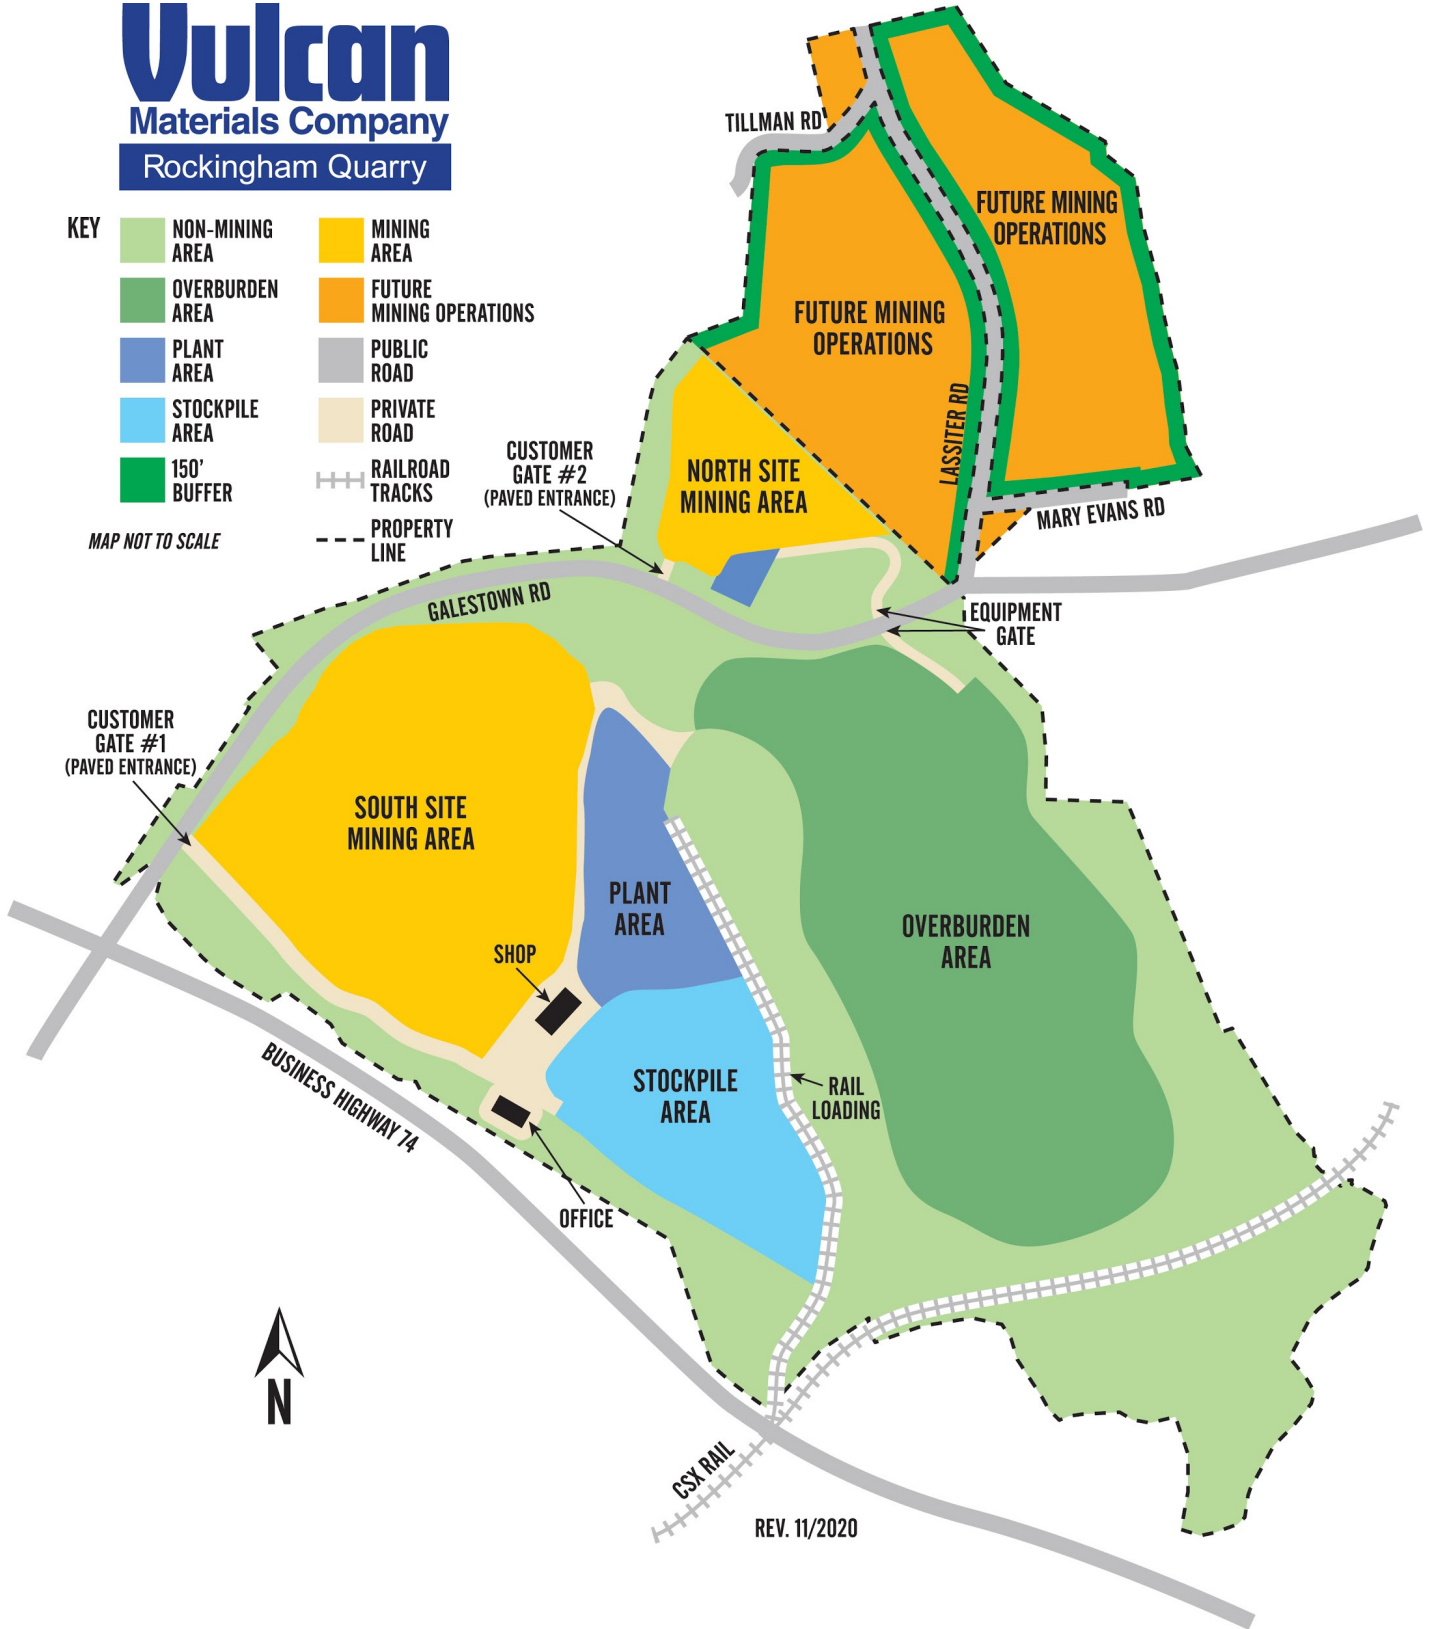 Vulcan
Materials Company
Rockingham Quarry
KEY
NON-MINING
AREA
OVERBURDEN
AREA
PLANT
AREA
STOCKPILE
AREA
150'
BUFFER
MINING
AREA
FUTURE
MINING OPERATIONS
PUBLIC
ROAD
PRIVATE
ROAD
RAILROAD
TRACKS
PROPERTY
LINE
MAP NOT TO SCALE
TILLMAN RD
FUTURE MINING
OPERATIONS
FUTURE MINING
OPERATIONS
LASSITER RD
MARY EVANS RD
CUSTOMER
GATE #2
(PAVED ENTRANCE)
NORTH SITE
MINING AREA
GALESTOWN RD
EQUIPMENT
GATE
CUSTOMER
GATE #1
(PAVED ENTRANCE)
SOUTH SITE
MINING AREA
PLANT
AREA
OVERBURDEN
AREA
SHOP
STOCKPILE
AREA
RAIL
LOADING
BUSINESS HIGHWAY 74
OFFICE
N
CSX RAIL
REV. 11/2020